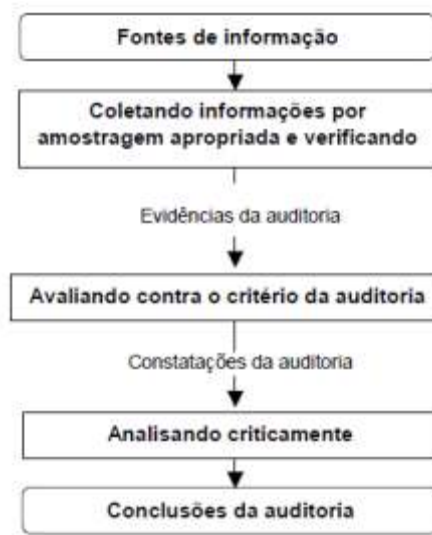 Fontes de informação
Coletando informações por
amostragem apropriada e verificando
Evidências da auditoria
Avaliando contra o critério da auditoria
Constatações da auditoria
Analisando criticamente
Conclusões da auditoria